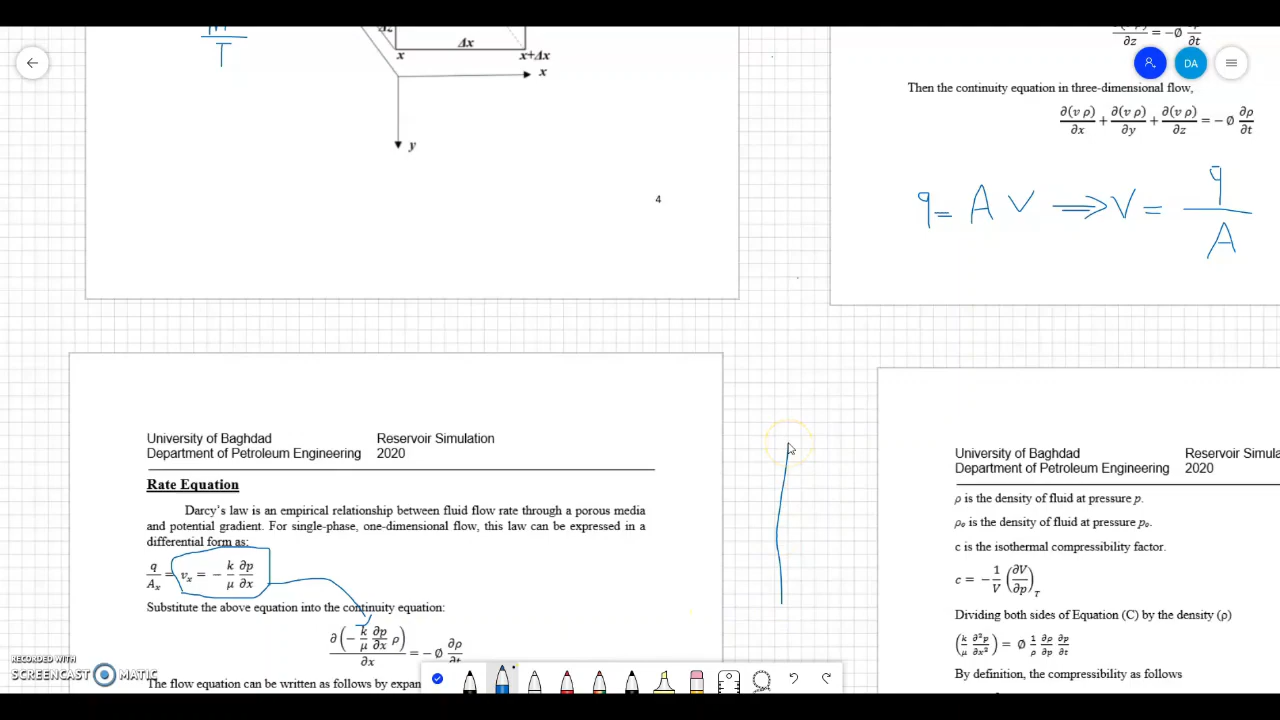 M
T
Δx
x
x+Δx
x
y
4
∂z = −∅ ∂t
DA
Then the continuity equation in three-dimensional flow,
∂(v ρ)/∂x + ∂(v ρ)/∂y + ∂(v ρ)/∂z = − ∅ ∂ρ/∂t
q = A V ⟹ V = q/A
University of Baghdad Reservoir Simulation
Department of Petroleum Engineering 2020
Rate Equation
Darcy's law is an empirical relationship between fluid flow rate through a porous media
and potential gradient. For single-phase, one-dimensional flow, this law can be expressed in a
differential form as:
q/Aₓ = vₓ = − k/μ ∂p/∂x
Substitute the above equation into the continuity equation:
∂(− k/μ ∂p/∂x ρ)/∂x = − ∅ ∂ρ/∂t
The flow equation can be written as follows by expan
University of Baghdad Reservoir Simula
Department of Petroleum Engineering 2020
ρ is the density of fluid at pressure p.
ρₒ is the density of fluid at pressure pₒ.
c is the isothermal compressibility factor.
c = − 1/V (∂V/∂p)T
Dividing both sides of Equation (C) by the density (ρ)
(k/μ ∂²p/∂x²) = ∅ 1/ρ ∂ρ/∂p ∂p/∂t
By definition, the compressibility as follows
RECORDED WITH
SCREENCAST MATIC